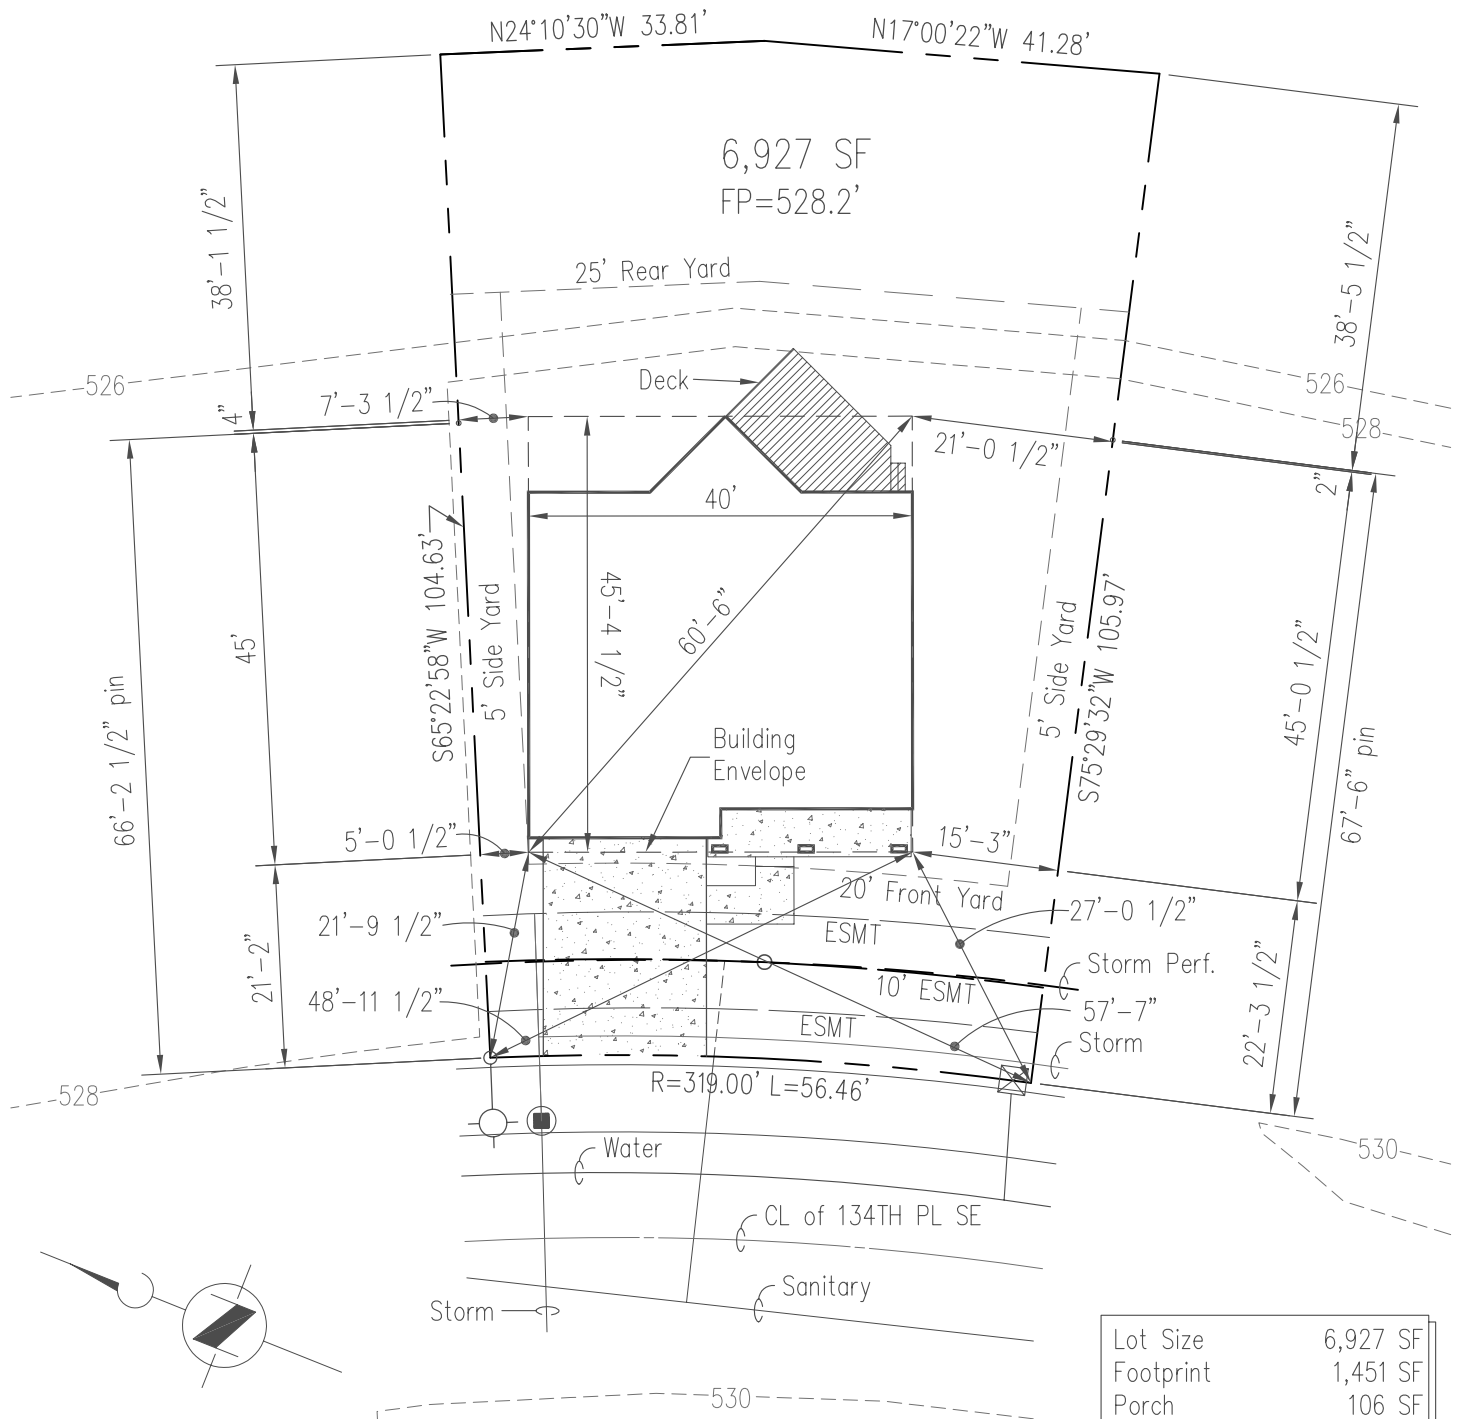 N24°10'30"W 33.81'
N17°00'22"W 41.28'
6,927 SF
FP=528.2'
38'-1 1/2"
38'-5 1/2"
25' Rear Yard
526
526
Deck
528
7'-3 1/2"
4"
21'-0 1/2"
2"
40'
S65°22'58"W 104.63'
5' Side Yard
45'-4 1/2"
60'-6"
5' Side Yard
S75°29'32"W 105.97'
45'
45'-0 1/2"
66'-2 1/2" pin
67'-6" pin
Building
Envelope
5'-0 1/2"
15'-3"
20' Front Yard
21'-9 1/2"
27'-0 1/2"
ESMT
21'-2"
10' ESMT
Storm Perf.
48'-11 1/2"
57'-7"
ESMT
Storm
22'-3 1/2"
R=319.00' L=56.46'
528
Water
530
CL of 134TH PL SE
Sanitary
Storm
530
Lot Size 6,927 SF
Footprint 1,451 SF
Porch 106 SF